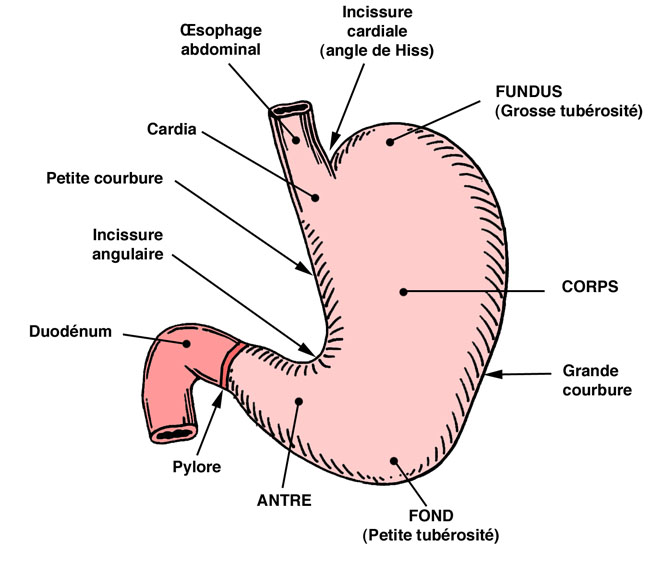 Incissure
cardiale
(angle de Hiss)
Œsophage
abdominal
FUNDUS
(Grosse tubérosité)
Cardia
Petite courbure
Incissure
angulaire
CORPS
Duodénum
Grande
courbure
Pylore
ANTRE
FOND
(Petite tubérosité)